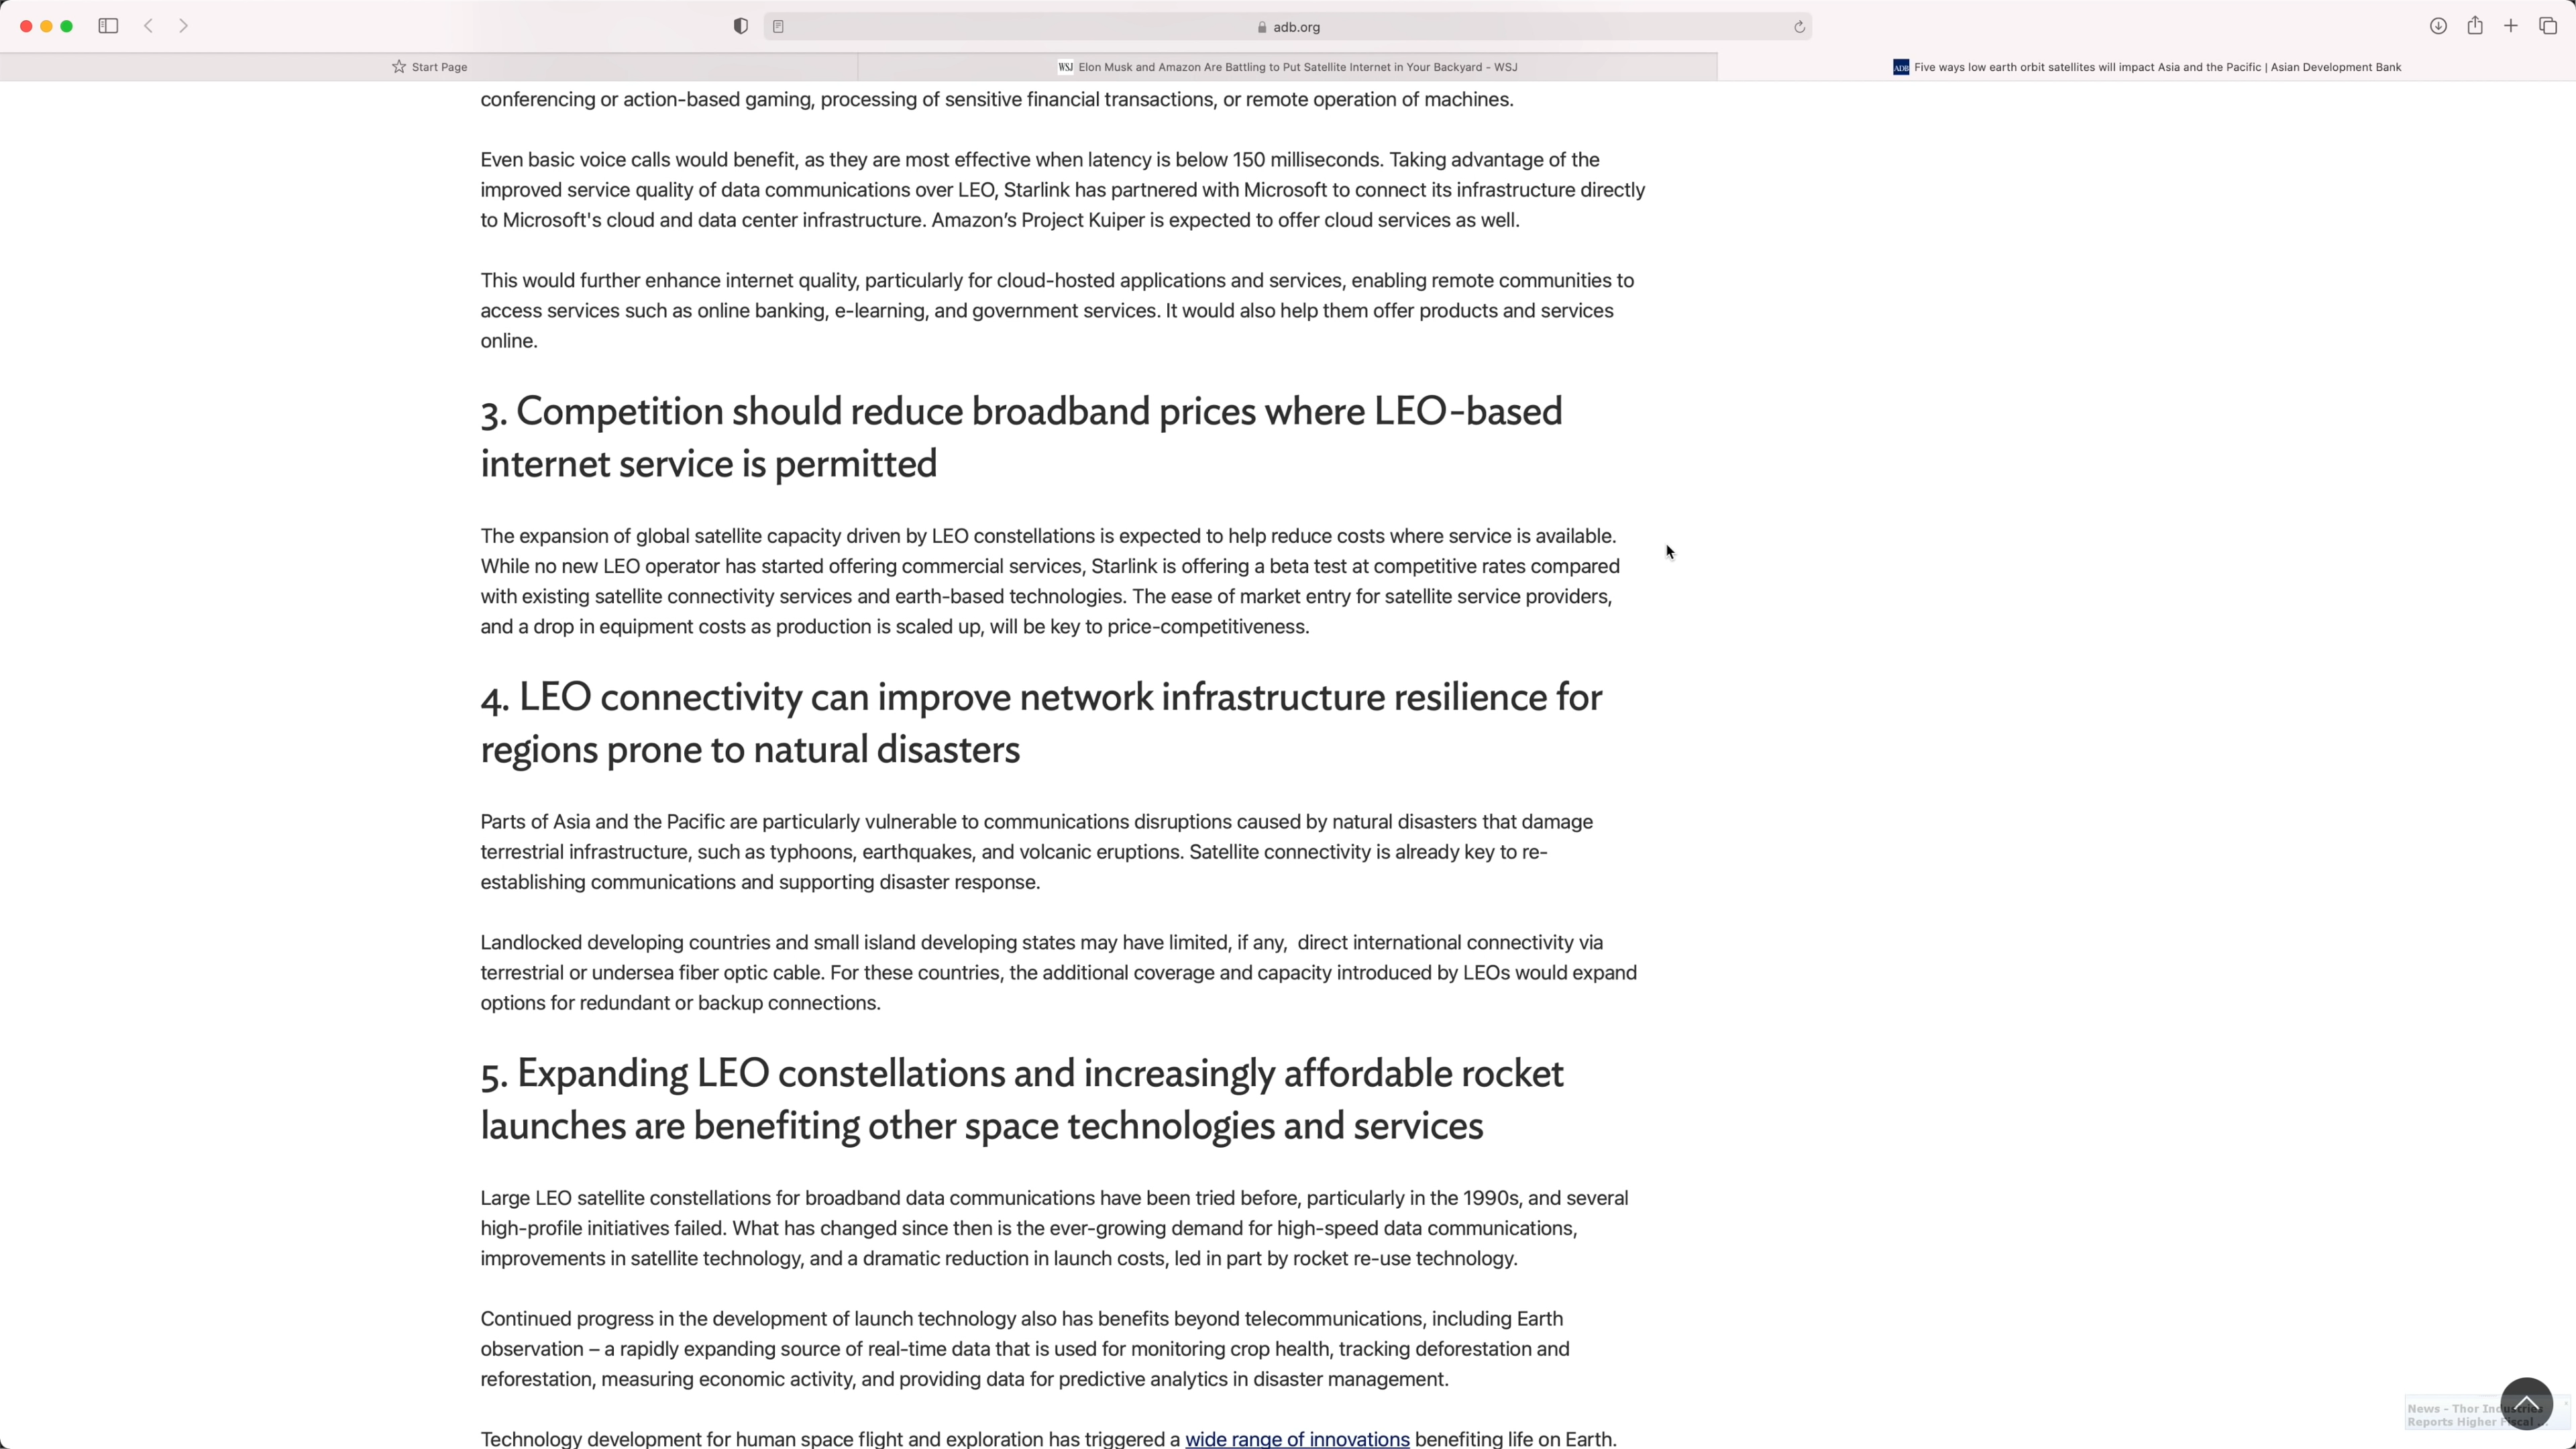 adb.org
Start Page
WSJ Elon Musk and Amazon Are Battling to Put Satellite Internet in Your Backyard - WSJ
ADB Five ways low earth orbit satellites will impact Asia and the Pacific | Asian Development Bank
conferencing or action-based gaming, processing of sensitive financial transactions, or remote operation of machines.
Even basic voice calls would benefit, as they are most effective when latency is below 150 milliseconds. Taking advantage of the
improved service quality of data communications over LEO, Starlink has partnered with Microsoft to connect its infrastructure directly
to Microsoft's cloud and data center infrastructure. Amazon’s Project Kuiper is expected to offer cloud services as well.
This would further enhance internet quality, particularly for cloud-hosted applications and services, enabling remote communities to
access services such as online banking, e-learning, and government services. It would also help them offer products and services
online.
3. Competition should reduce broadband prices where LEO-based
internet service is permitted
The expansion of global satellite capacity driven by LEO constellations is expected to help reduce costs where service is available.
While no new LEO operator has started offering commercial services, Starlink is offering a beta test at competitive rates compared
with existing satellite connectivity services and earth-based technologies. The ease of market entry for satellite service providers,
and a drop in equipment costs as production is scaled up, will be key to price-competitiveness.
4. LEO connectivity can improve network infrastructure resilience for
regions prone to natural disasters
Parts of Asia and the Pacific are particularly vulnerable to communications disruptions caused by natural disasters that damage
terrestrial infrastructure, such as typhoons, earthquakes, and volcanic eruptions. Satellite connectivity is already key to re-
establishing communications and supporting disaster response.
Landlocked developing countries and small island developing states may have limited, if any,  direct international connectivity via
terrestrial or undersea fiber optic cable. For these countries, the additional coverage and capacity introduced by LEOs would expand
options for redundant or backup connections.
5. Expanding LEO constellations and increasingly affordable rocket
launches are benefiting other space technologies and services
Large LEO satellite constellations for broadband data communications have been tried before, particularly in the 1990s, and several
high-profile initiatives failed. What has changed since then is the ever-growing demand for high-speed data communications,
improvements in satellite technology, and a dramatic reduction in launch costs, led in part by rocket re-use technology.
Continued progress in the development of launch technology also has benefits beyond telecommunications, including Earth
observation – a rapidly expanding source of real-time data that is used for monitoring crop health, tracking deforestation and
reforestation, measuring economic activity, and providing data for predictive analytics in disaster management.
Technology development for human space flight and exploration has triggered a wide range of innovations benefiting life on Earth.
News - Thor Industries
Reports Higher Fiscal ...